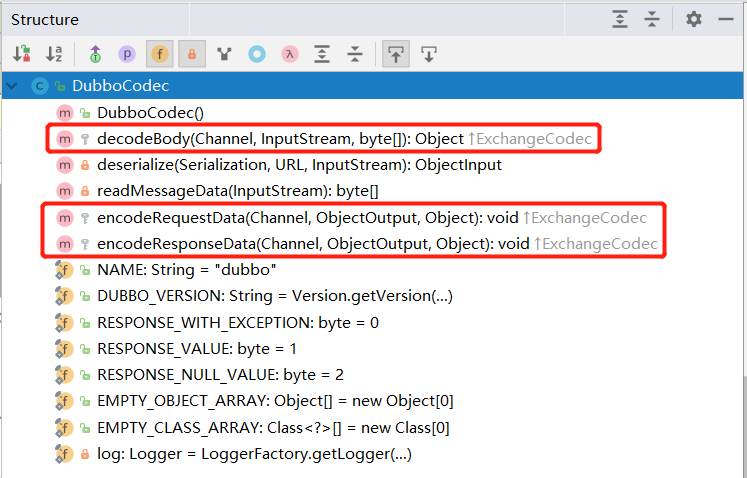 Structure
DubboCodec
DubboCodec()
decodeBody(Channel, InputStream, byte[]): Object ↑ExchangeCodec
deserialize(Serialization, URL, InputStream): ObjectInput
readMessageData(InputStream): byte[]
encodeRequestData(Channel, ObjectOutput, Object): void ↑ExchangeCodec
encodeResponseData(Channel, ObjectOutput, Object): void ↑ExchangeCodec
NAME: String = "dubbo"
DUBBO_VERSION: String = Version.getVersion(...)
RESPONSE_WITH_EXCEPTION: byte = 0
RESPONSE_VALUE: byte = 1
RESPONSE_NULL_VALUE: byte = 2
EMPTY_OBJECT_ARRAY: Object[] = new Object[0]
EMPTY_CLASS_ARRAY: Class<?>[] = new Class[0]
log: Logger = LoggerFactory.getLogger(...)